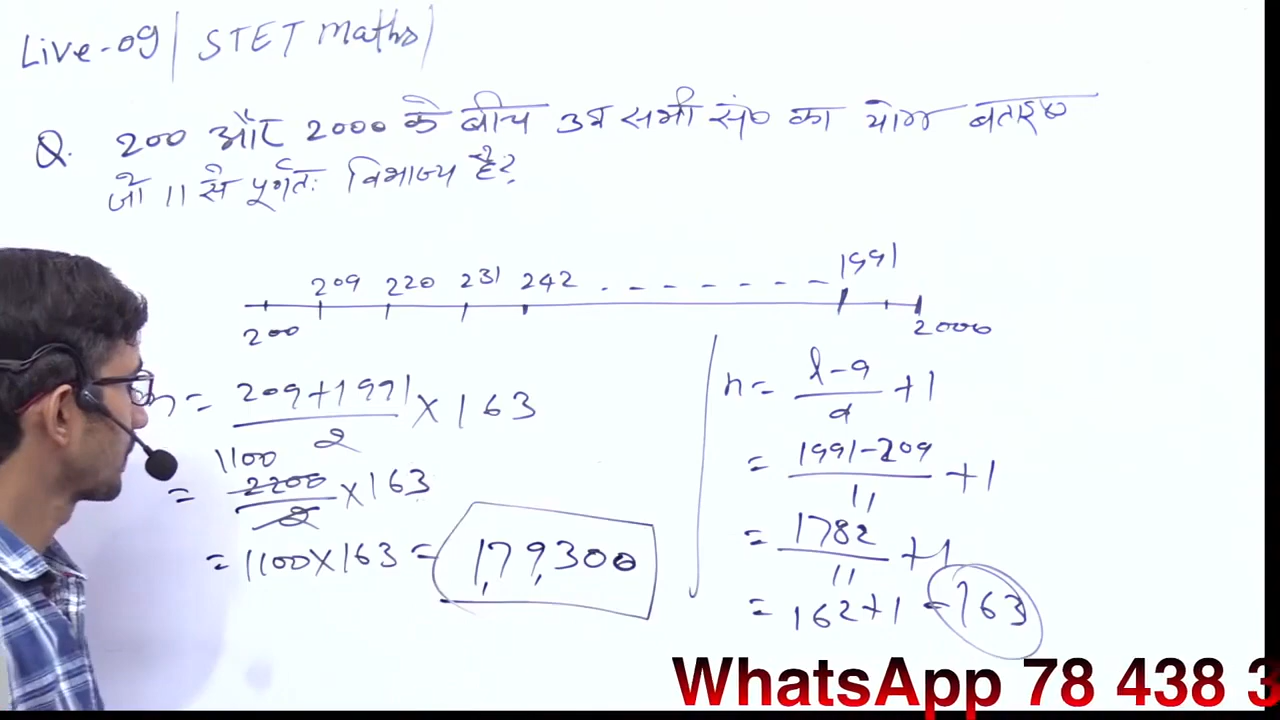 Live-09 | STET Maths |
Q. 200 और 2000 के बीच उन सभी सं० का योग बताइए
जो 11 से पूर्णतः विभाज्य है?
209 220 231 242 . - - - - - - - 1991
200 2000
= 209+1991/2 × 163
1100
= 2200/2 × 163
= 1100×163 = 1,79,300
n = l-a/d + 1
= 1991-209/11 + 1
= 1782/11 + 1
= 162+1 = 163
WhatsApp 78 438 3